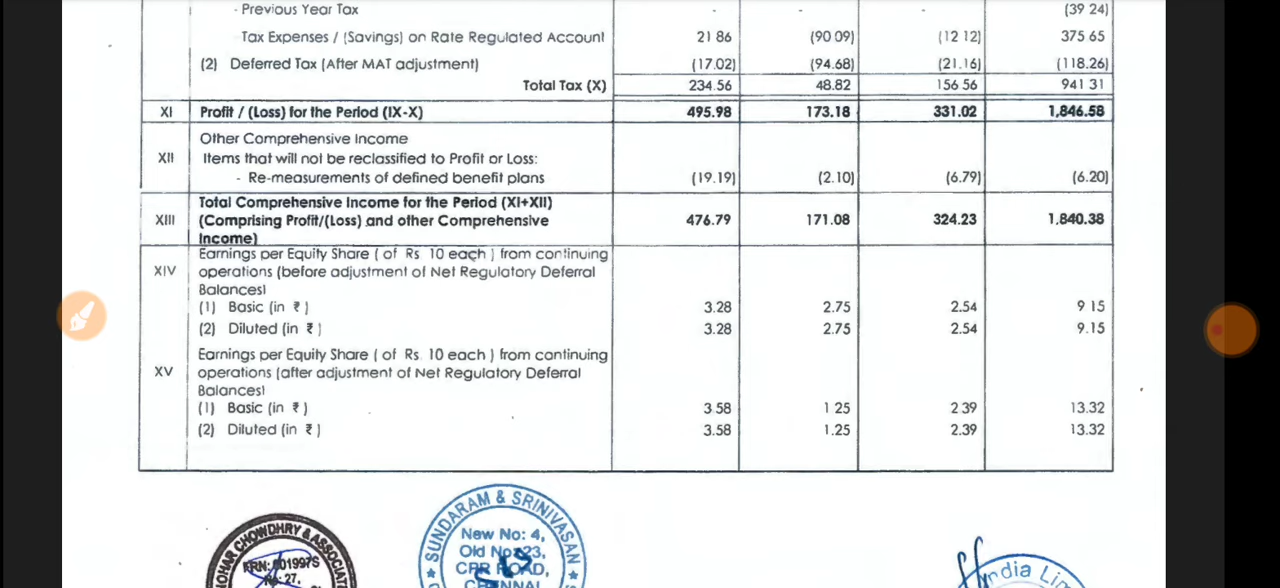 - Previous Year Tax - - - (39 24)
Tax Expenses / (Savings) on Rate Regulated Account 21 86 (90 09) (12 12) 375 65
(2) Deferred Tax (After MAT adjustment) (17.02) (94.68) (21.16) (118.26)
Total Tax (X) 234.56 48.82 156 56 941 31
XI Profit / (Loss) for the Period (IX-X) 495.98 173.18 331.02 1,846.58
Other Comprehensive Income
XII Items that will not be reclassified to Profit or Loss:
- Re-measurements of defined benefit plans (19.19) (2.10) (6.79) (6.20)
Total Comprehensive Income for the Period (XI+XII)
XIII (Comprising Profit/(Loss) and other Comprehensive 476.79 171.08 324.23 1,840.38
Income)
Earnings per Equity Share ( of Rs 10 each ) from continuing
XIV operations (before adjustment of Net Regulatory Deferral
Balances)
(1) Basic (in ₹ ) 3.28 2.75 2.54 9 15
(2) Diluted (in ₹ ) 3.28 2.75 2.54 9.15
Earnings per Equity Share ( of Rs 10 each ) from continuing
XV operations (after adjustment of Net Regulatory Deferral
Balances)
(1) Basic (in ₹ ) 3 58 1 25 2 39 13.32
(2) Diluted (in ₹ ) 3.58 1.25 2.39 13.32
CHOWDHRY &
No: 27,
SUNDARAM & SRINIVASAN
New No: 4,
Old No:23,
CPR ROAD,
ndia Lim